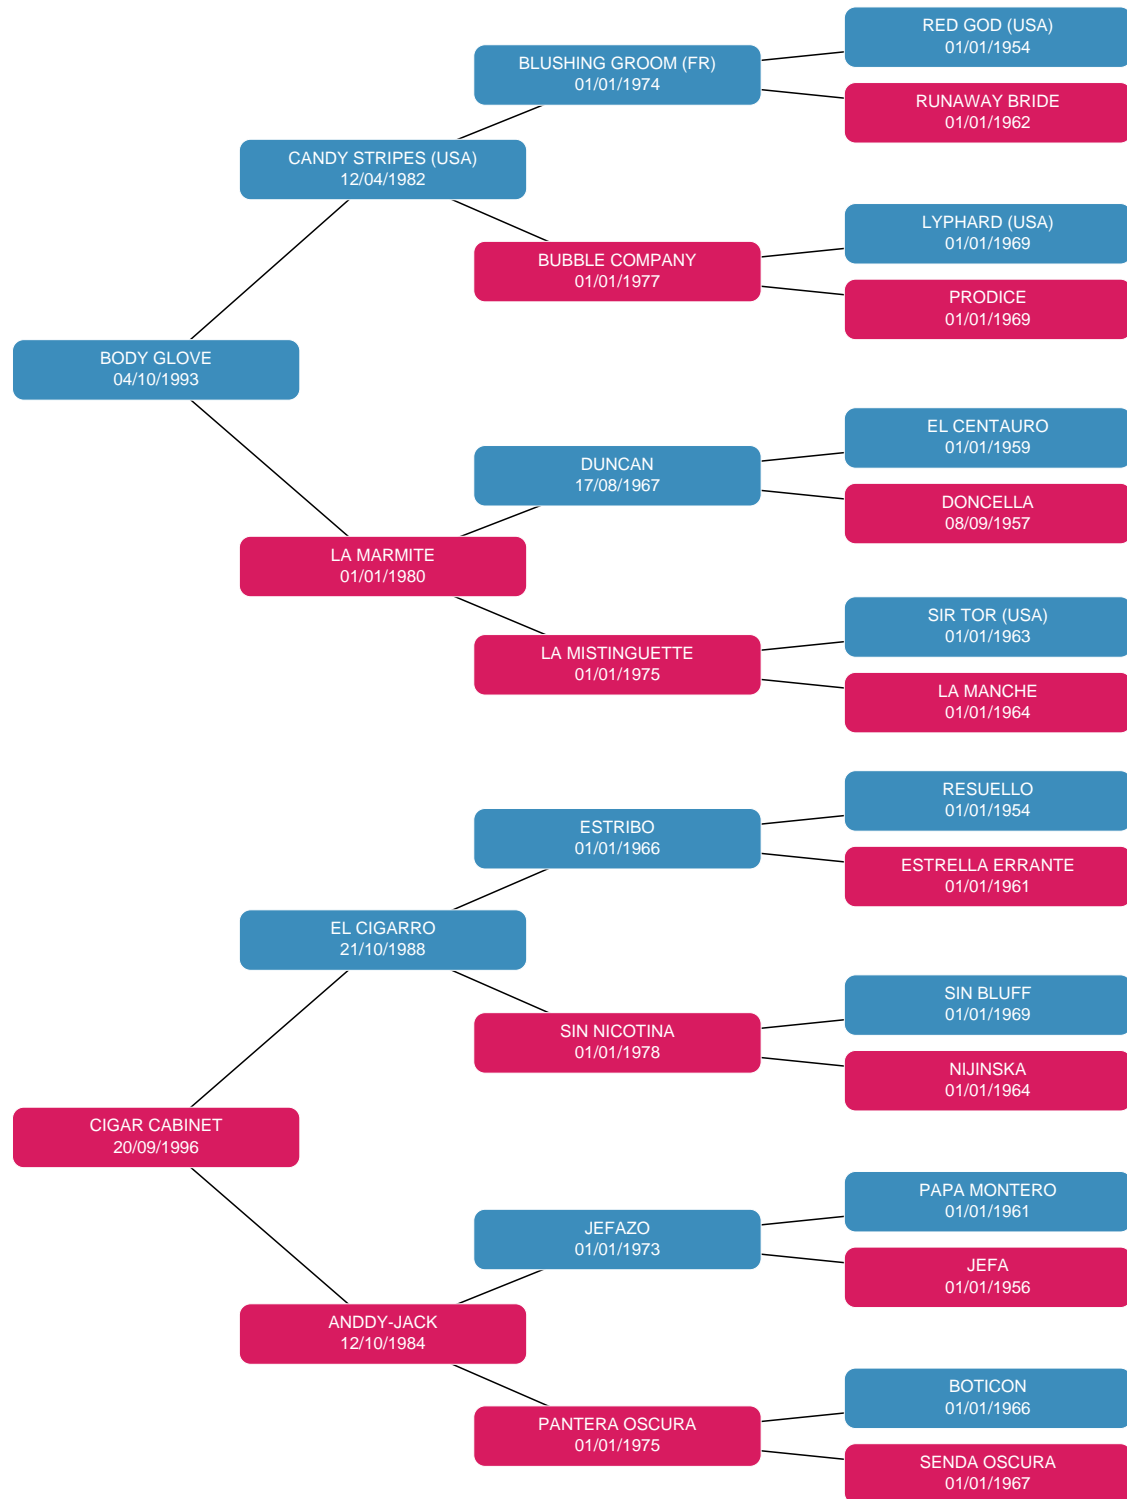 RED GOD (USA)
01/01/1954
BLUSHING GROOM (FR)
01/01/1974
RUNAWAY BRIDE
01/01/1962
CANDY STRIPES (USA)
12/04/1982
LYPHARD (USA)
01/01/1969
BUBBLE COMPANY
01/01/1977
PRODICE
01/01/1969
BODY GLOVE
04/10/1993
EL CENTAURO
01/01/1959
DUNCAN
17/08/1967
DONCELLA
08/09/1957
LA MARMITE
01/01/1980
SIR TOR (USA)
01/01/1963
LA MISTINGUETTE
01/01/1975
LA MANCHE
01/01/1964
RESUELLO
01/01/1954
ESTRIBO
01/01/1966
ESTRELLA ERRANTE
01/01/1961
EL CIGARRO
21/10/1988
SIN BLUFF
01/01/1969
SIN NICOTINA
01/01/1978
NIJINSKA
01/01/1964
CIGAR CABINET
20/09/1996
PAPA MONTERO
01/01/1961
JEFAZO
01/01/1973
JEFA
01/01/1956
ANDDY-JACK
12/10/1984
BOTICON
01/01/1966
PANTERA OSCURA
01/01/1975
SENDA OSCURA
01/01/1967